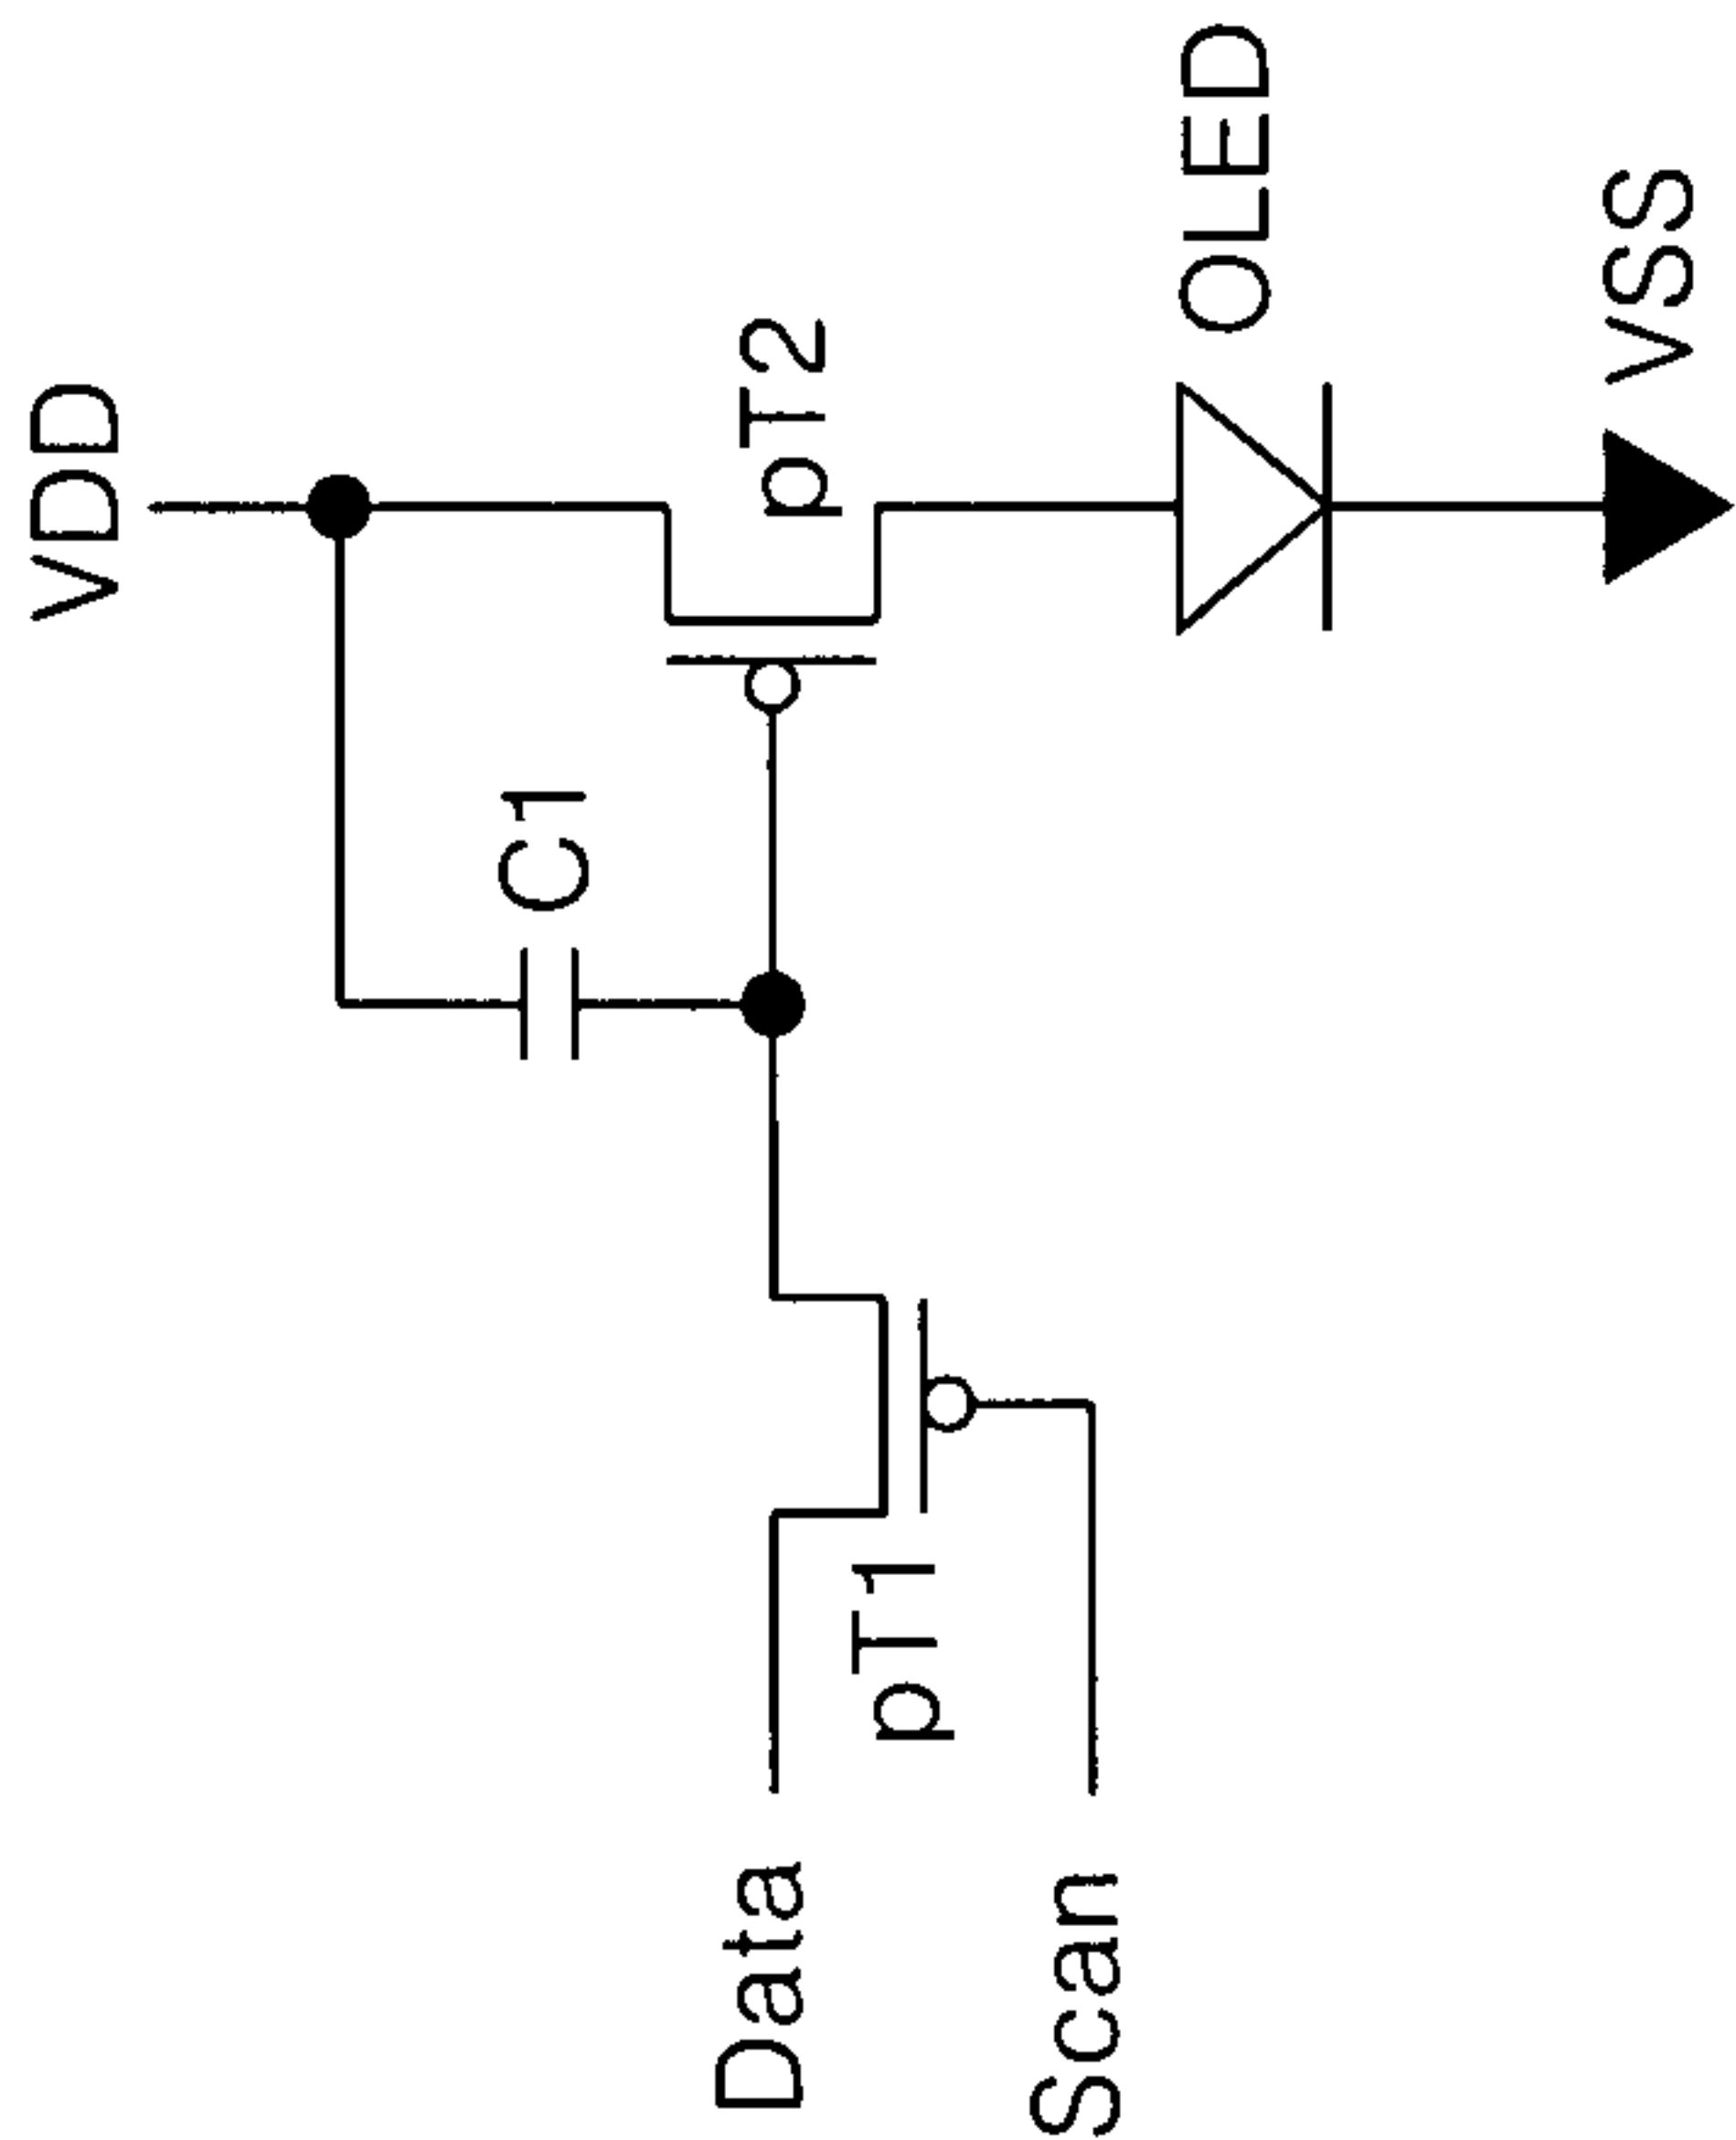 VDD
pT2
C1
OLED
VSS
pT1
Data
Scan